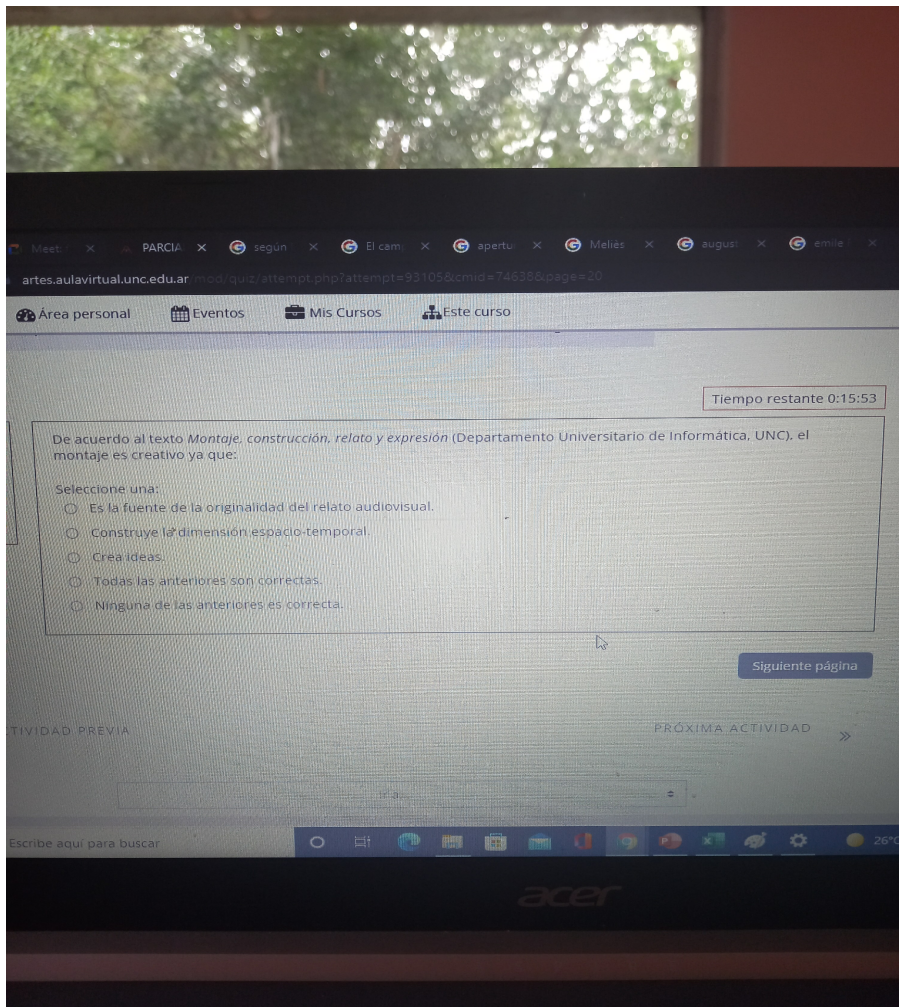 Meet
PARCIA
según
El cam
apertu
Meliès
august
emile
artes.aulavirtual.unc.edu.ar/mod/quiz/attempt.php?attempt=93105&cmid=74638&page=20
Área personal
Eventos
Mis Cursos
Este curso
Tiempo restante 0:15:53
De acuerdo al texto Montaje, construcción, relato y expresión (Departamento Universitario de Informática, UNC), el
montaje es creativo ya que:
Seleccione una:
Es la fuente de la originalidad del relato audiovisual.
Construye la dimensión espacio-temporal.
Crea ideas.
Todas las anteriores son correctas.
Ninguna de las anteriores es correcta.
Siguiente página
TIVIDAD PREVIA
PRÓXIMA ACTIVIDAD
Escribe aquí para buscar
26°C
acer